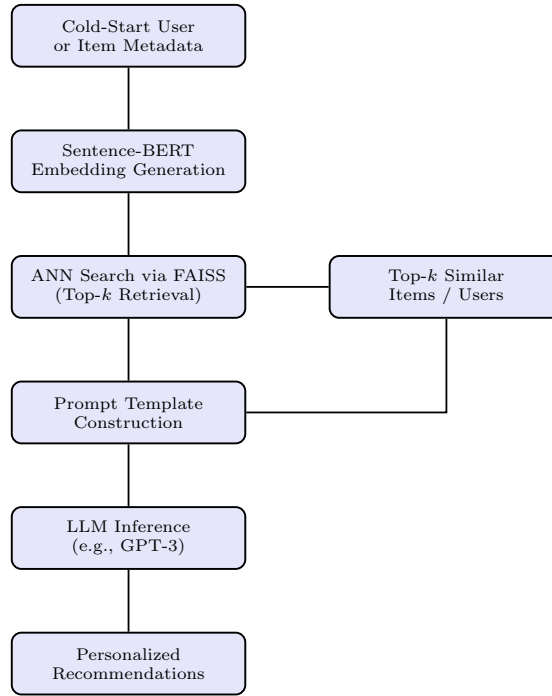 Cold-Start User
or Item Metadata
Sentence-BERT
Embedding Generation
ANN Search via FAISS
(Top-k Retrieval)
Top-k Similar
Items / Users
Prompt Template
Construction
LLM Inference
(e.g., GPT-3)
Personalized
Recommendations